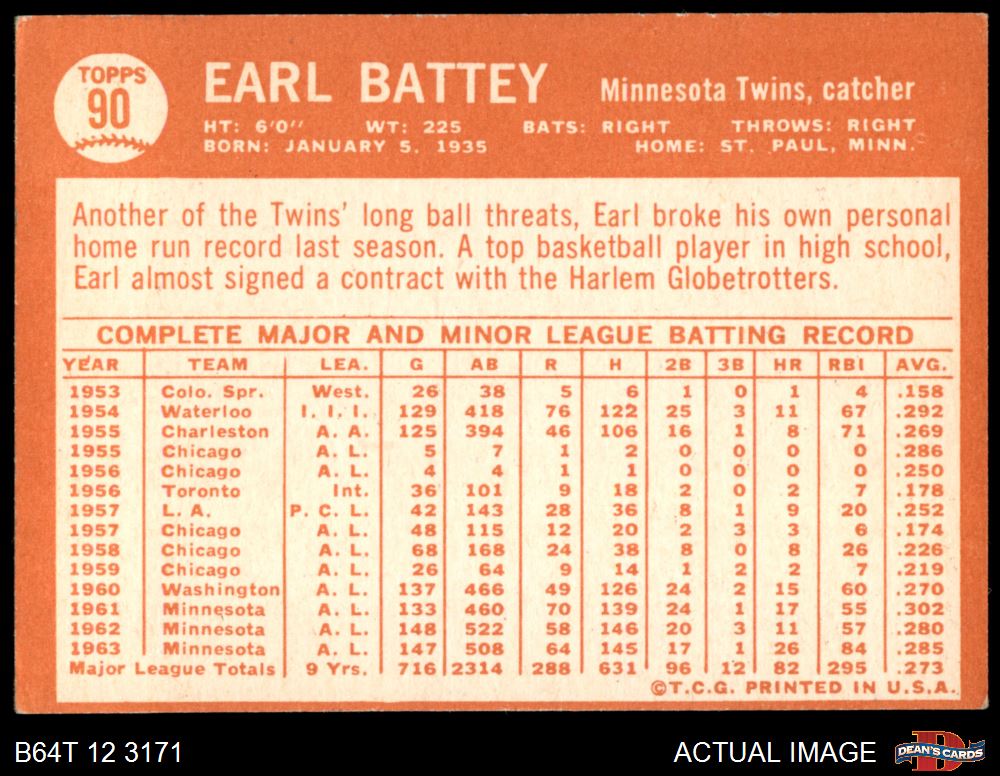 TOPPS
90
EARL BATTEY
Minnesota Twins, catcher
HT: 6'0" WT: 225 BATS: RIGHT THROWS: RIGHT
BORN: JANUARY 5, 1935 HOME: ST. PAUL, MINN.
Another of the Twins' long ball threats, Earl broke his own personal
home run record last season. A top basketball player in high school,
Earl almost signed a contract with the Harlem Globetrotters.
COMPLETE MAJOR AND MINOR LEAGUE BATTING RECORD
YEAR TEAM LEA. G AB R H 2B 3B HR RBI AVG.
1953 Colo. Spr. West. 26 38 5 6 1 0 1 4 .158
1954 Waterloo I. I. I. 129 418 76 122 25 3 11 67 .292
1955 Charleston A. A. 125 394 46 106 16 1 8 71 .269
1955 Chicago A. L. 5 7 1 2 0 0 0 0 .286
1956 Chicago A. L. 4 4 1 1 0 0 0 0 .250
1956 Toronto Int. 36 101 9 18 2 0 2 7 .178
1957 L. A. P. C. L. 42 143 28 36 8 1 9 20 .252
1957 Chicago A. L. 48 115 12 20 2 3 3 6 .174
1958 Chicago A. L. 68 168 24 38 8 0 8 26 .226
1959 Chicago A. L. 26 64 9 14 1 2 2 7 .219
1960 Washington A. L. 137 466 49 126 24 2 15 60 .270
1961 Minnesota A. L. 133 460 70 139 24 1 17 55 .302
1962 Minnesota A. L. 148 522 58 146 20 3 11 57 .280
1963 Minnesota A. L. 147 508 64 145 17 1 26 84 .285
Major League Totals 9 Yrs. 716 2314 288 631 96 12 82 295 .273
©T.C.G. PRINTED IN U.S.A.
B64T 12 3171
ACTUAL IMAGE
DEAN'S CARDS